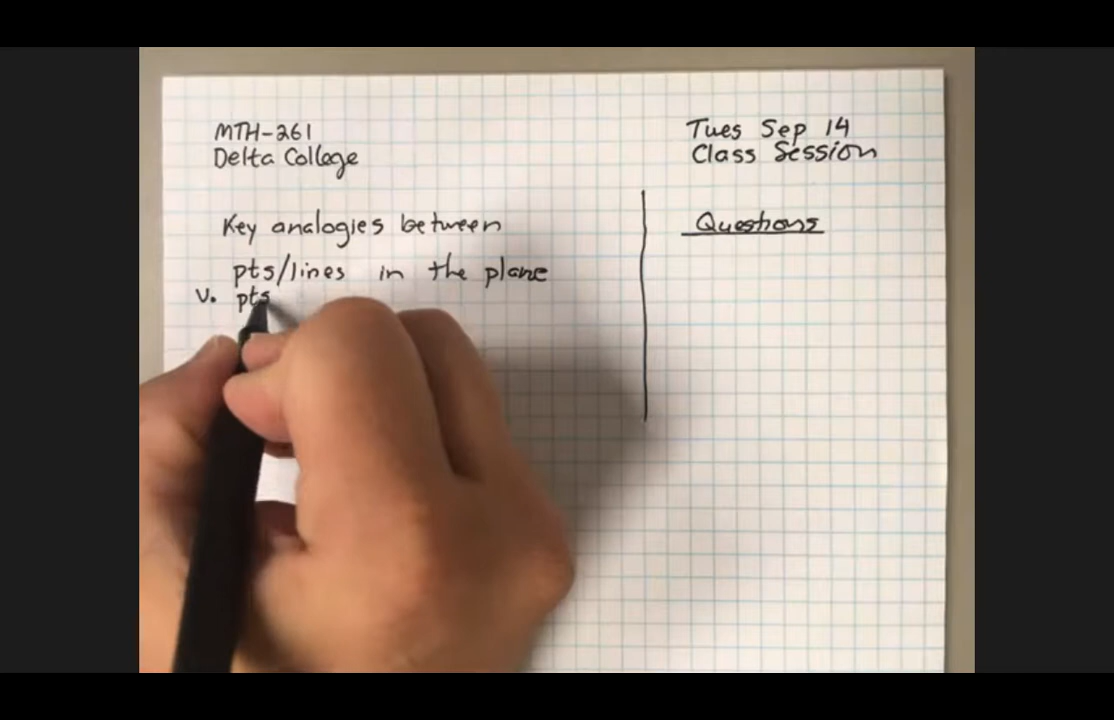 MTH-261
Delta College
Tues Sep 14
Class Session
Key analogies between
pts/lines in the plane
v. pts
Questions